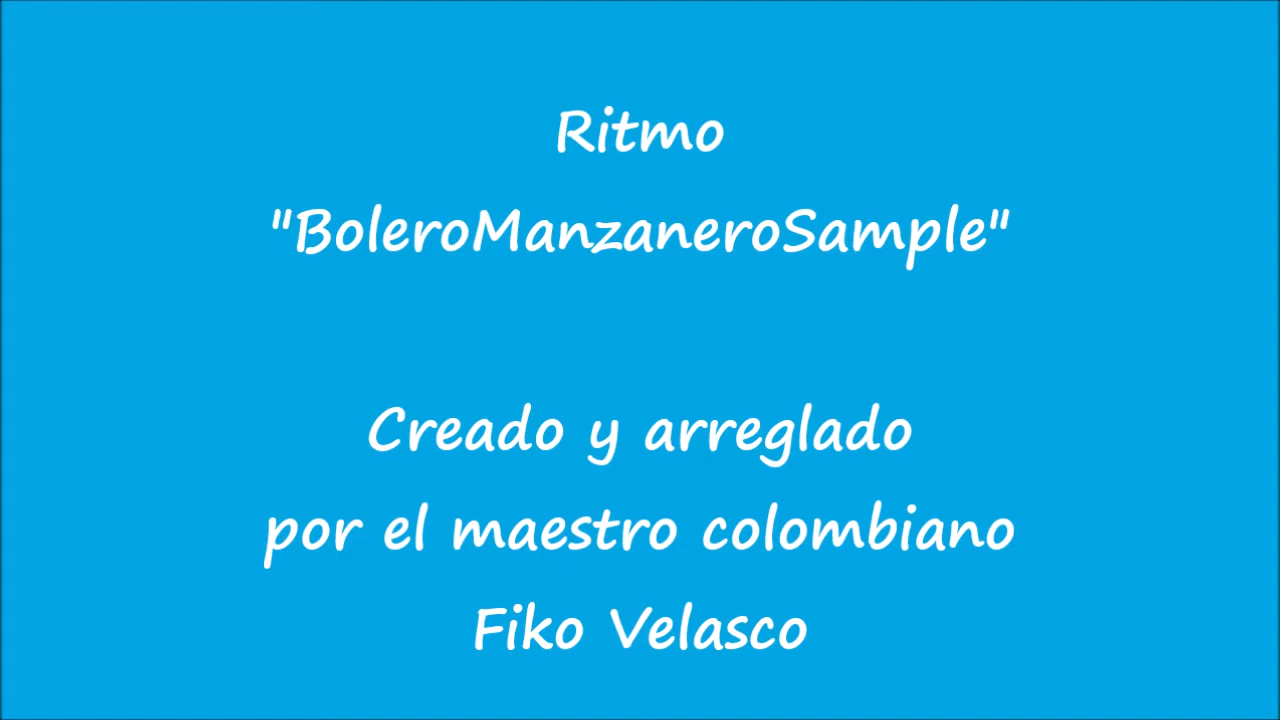 Ritmo
"BoleroManzaneroSample"
Creado y arreglado
por el maestro colombiano
Fiko Velasco